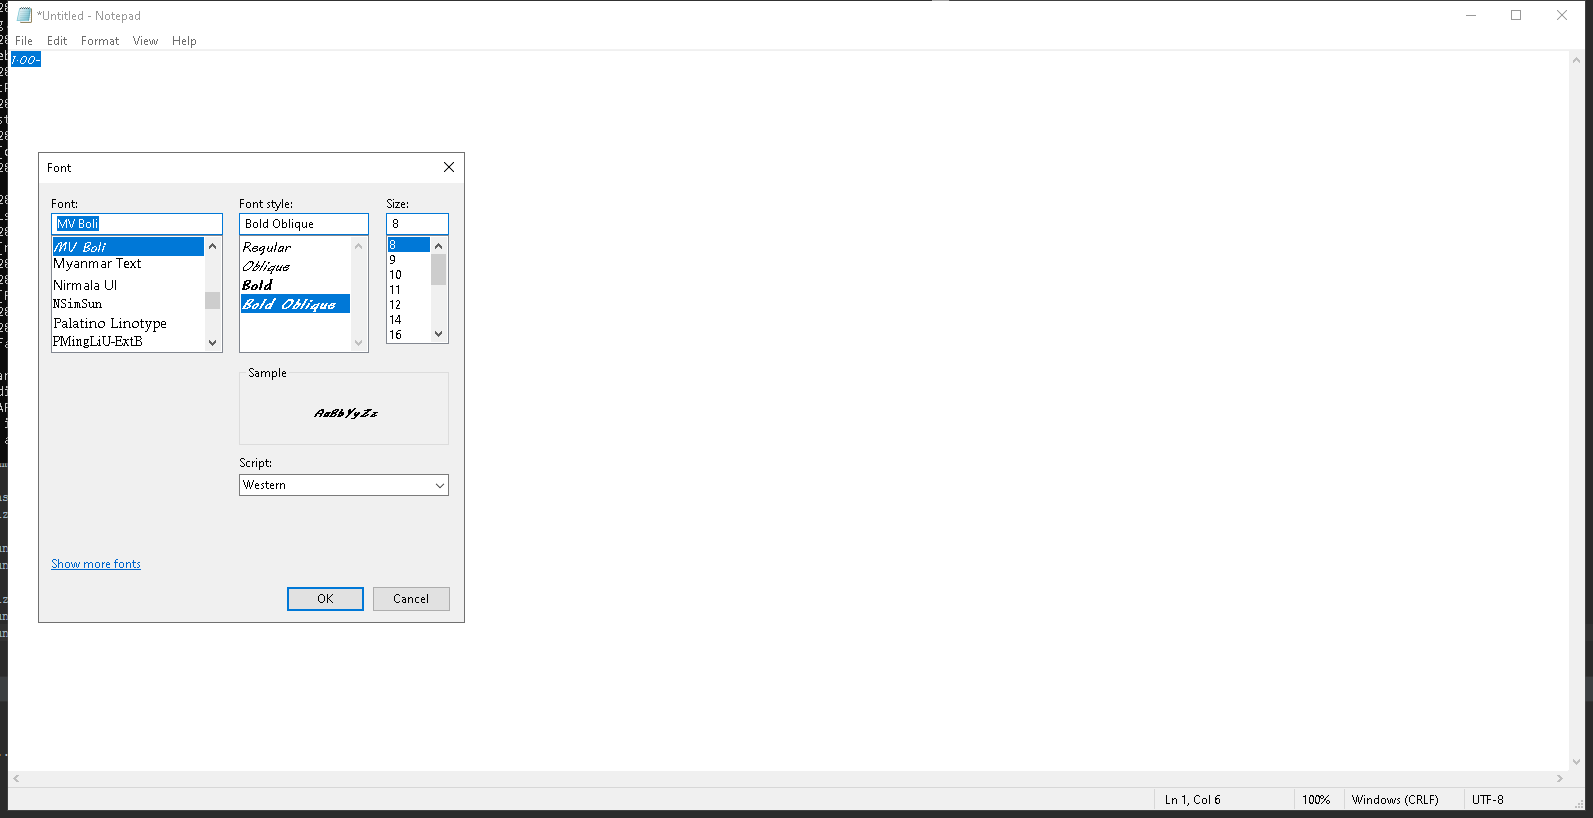 *Untitled - Notepad
File Edit Format View Help
1:00-
Font
Font: Font style: Size:
MV Boli Bold Oblique 8
MV Boli
Myanmar Text
Nirmala UI
NSimSun
Palatino Linotype
PMingLiU-ExtB
Regular
Oblique
Bold
Bold Oblique
8
9
10
11
12
14
16
Sample
AaBbYyZz
Script:
Western
Show more fonts
OK Cancel
Ln 1, Col 6 100% Windows (CRLF) UTF-8